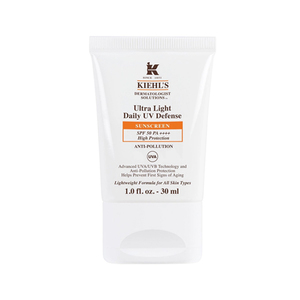 K
SINCE 1851
KIEHL'S
DERMATOLOGIST
SOLUTIONS™
Ultra Light
Daily UV Defense
SUNSCREEN
SPF 50 PA ++++
High Protection
ANTI-POLLUTION
UVA
Advanced UVA/UVB Technology and
Anti-Pollution Protection
Helps Prevent First Signs of Aging
Lightweight Formula for All Skin Types
1.0 fl. oz. - 30 ml